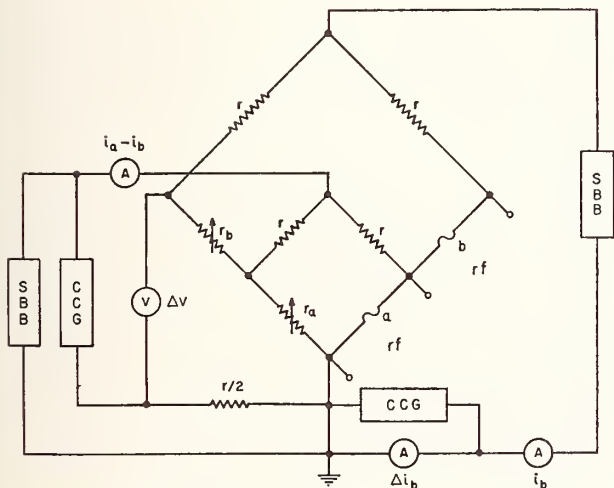 r
r
i_a – i_b
A
S B B
r_b
r
r
b
rf
S B B
C C G
V
ΔV
r_a
a
rf
r/2
C C G
A
Δi_b
A
i_b